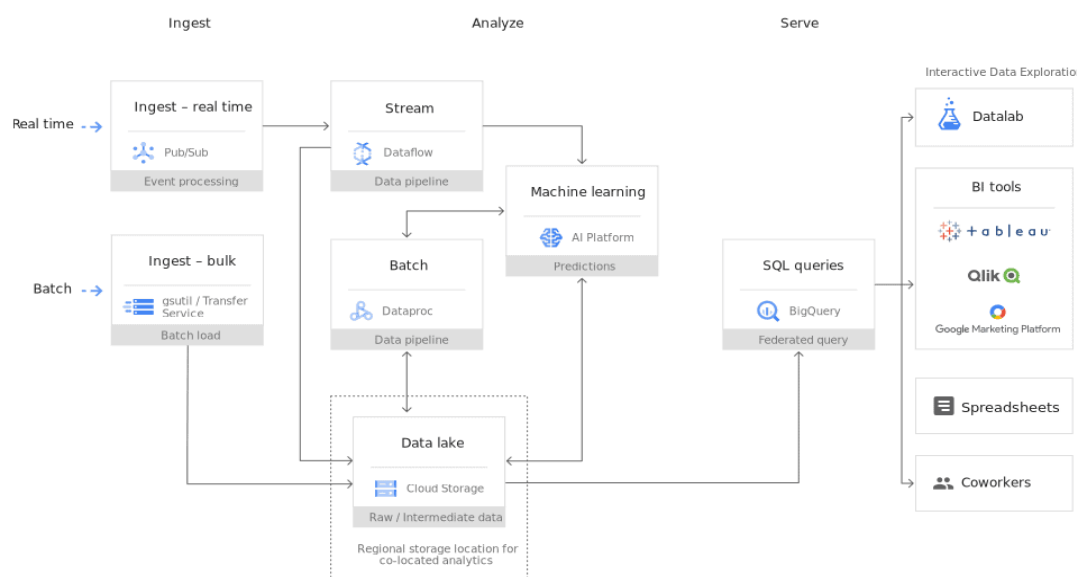 Ingest
Analyze
Serve
Interactive Data Exploratio
Real time
Ingest – real time
Pub/Sub
Event processing
Stream
Dataflow
Data pipeline
Machine learning
AI Platform
Predictions
Datalab
BI tools
+ableau
Qlik
Google Marketing Platform
Batch
Ingest – bulk
gsutil / Transfer
Service
Batch load
Batch
Dataproc
Data pipeline
SQL queries
BigQuery
Federated query
Data lake
Cloud Storage
Raw / Intermediate data
Regional storage location for
co-located analytics
Spreadsheets
Coworkers